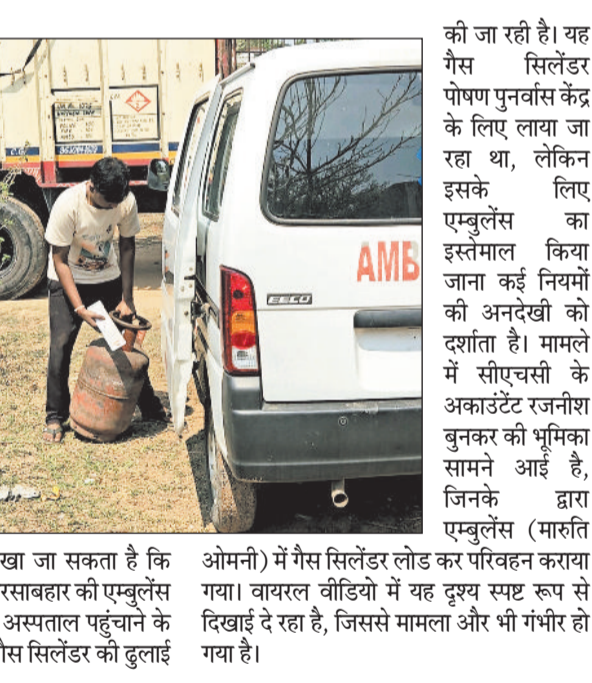 AMB
EECO
खा जा सकता है कि
रसाबहार की एम्बुलेंस
अस्पताल पहुंचाने के
गैस सिलेंडर की ढुलाई
की जा रही है। यह
गैस सिलेंडर
पोषण पुनर्वास केंद्र
के लिए लाया जा
रहा था, लेकिन
इसके लिए
एम्बुलेंस का
इस्तेमाल किया
जाना कई नियमों
की अनदेखी को
दर्शाता है। मामले
में सीएचसी के
अकाउंटेंट रजनीश
बुनकर की भूमिका
सामने आई है,
जिनके द्वारा
एम्बुलेंस (मारुति
ओमनी) में गैस सिलेंडर लोड कर परिवहन कराया
गया। वायरल वीडियो में यह दृश्य स्पष्ट रूप से
दिखाई दे रहा है, जिससे मामला और भी गंभीर हो
गया है।